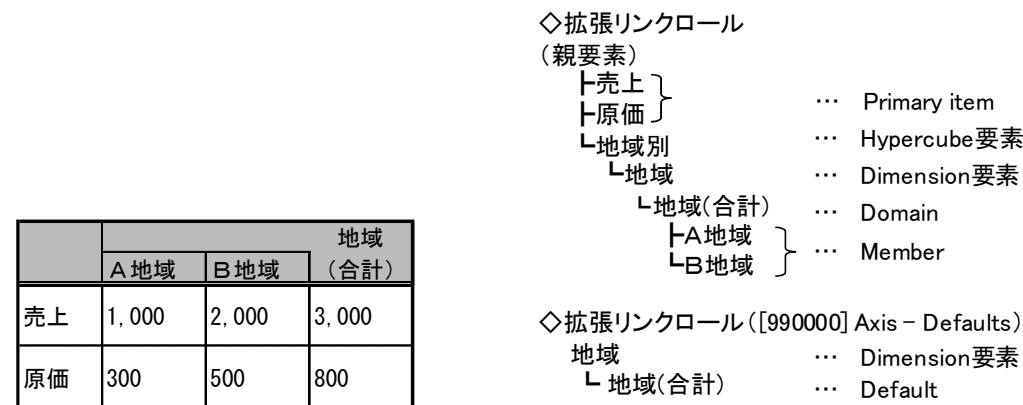 地域
A地域 B地域 (合計)
売上 1,000 2,000 3,000
原価 300 500 800
◇拡張リンクロール
(親要素)
┣売上
┣原価 … Primary item
┗地域別 … Hypercube要素
┗地域 … Dimension要素
┗地域(合計) … Domain
┣A地域
┗B地域 … Member
◇拡張リンクロール([990000] Axis − Defaults)
地域 … Dimension要素
┗ 地域(合計) … Default